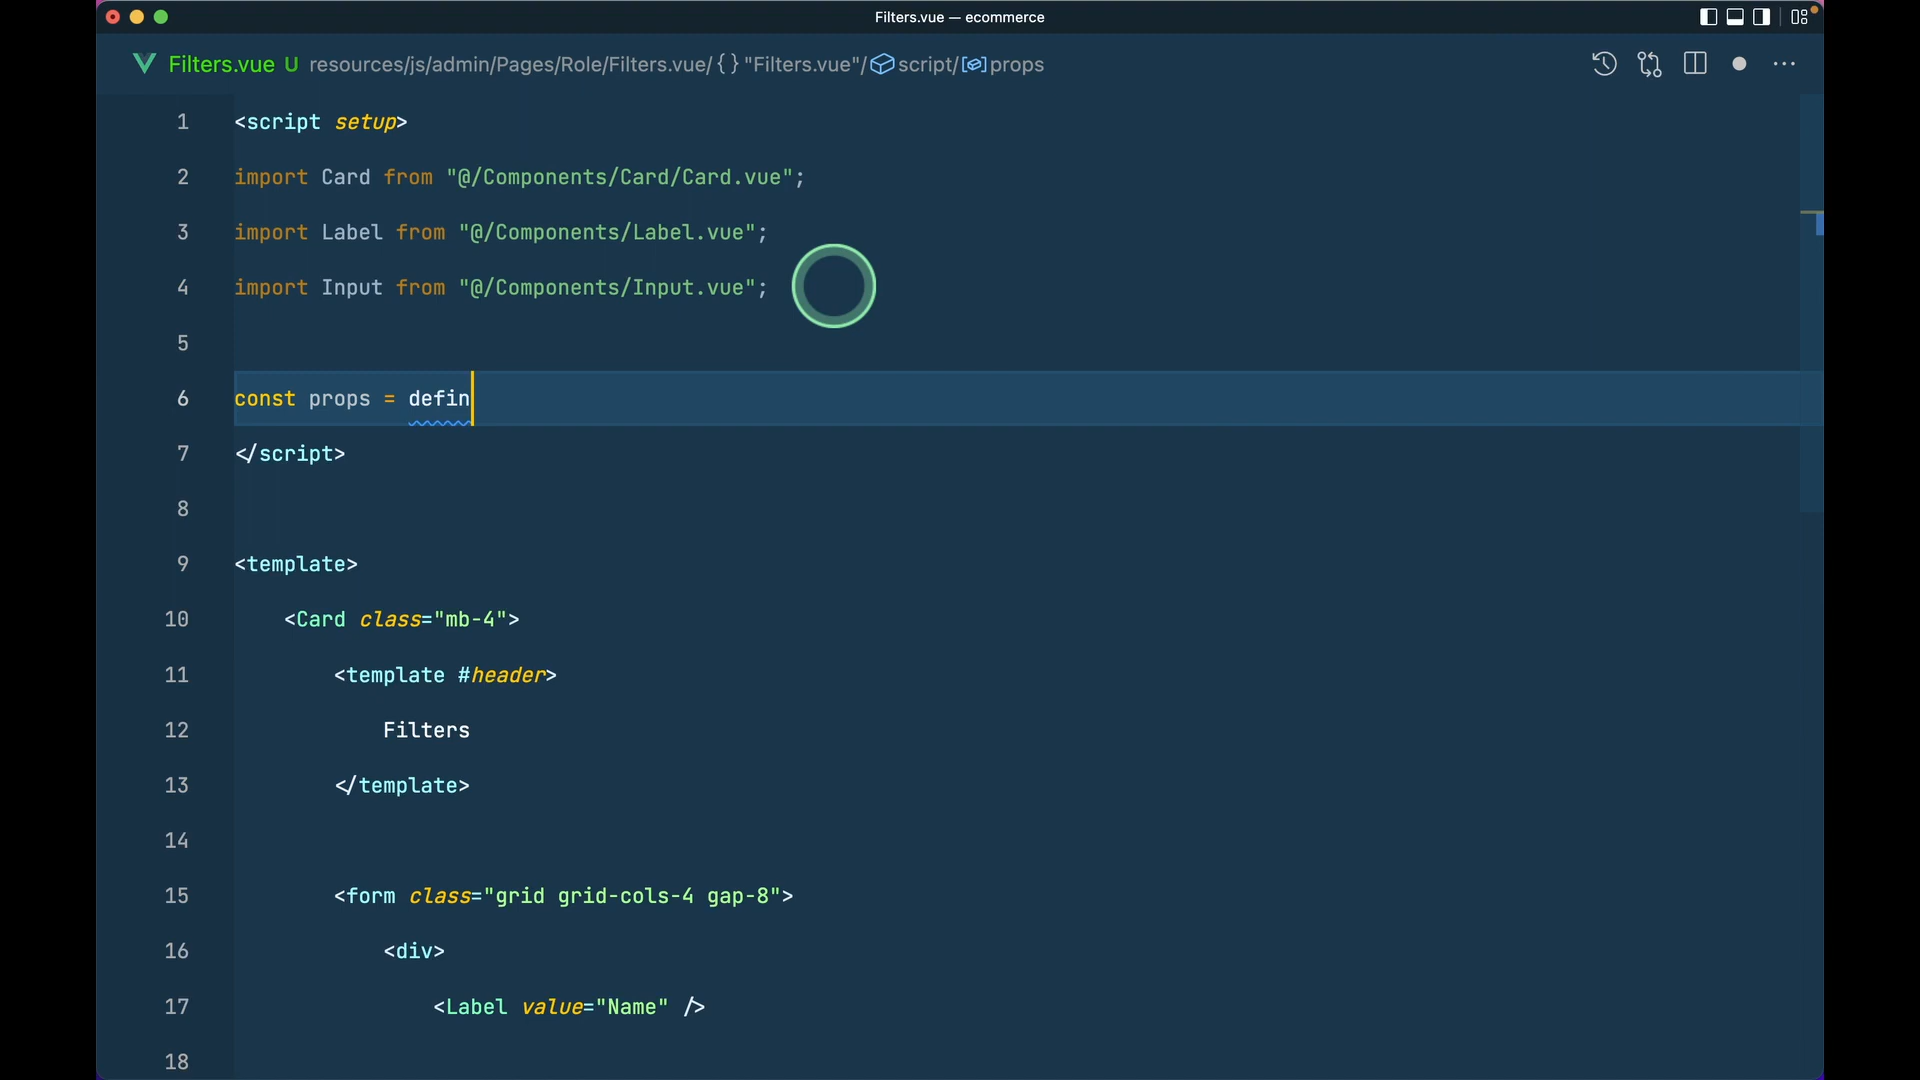 Filters.vue — ecommerce
Filters.vue U resources/js/admin/Pages/Role/Filters.vue/{ } "Filters.vue"/script/props
1 <script setup>
2 import Card from "@/Components/Card/Card.vue";
3 import Label from "@/Components/Label.vue";
4 import Input from "@/Components/Input.vue";
5
6 const props = defin
7 </script>
8
9 <template>
10 <Card class="mb-4">
11 <template #header>
12 Filters
13 </template>
14
15 <form class="grid grid-cols-4 gap-8">
16 <div>
17 <Label value="Name" />
18